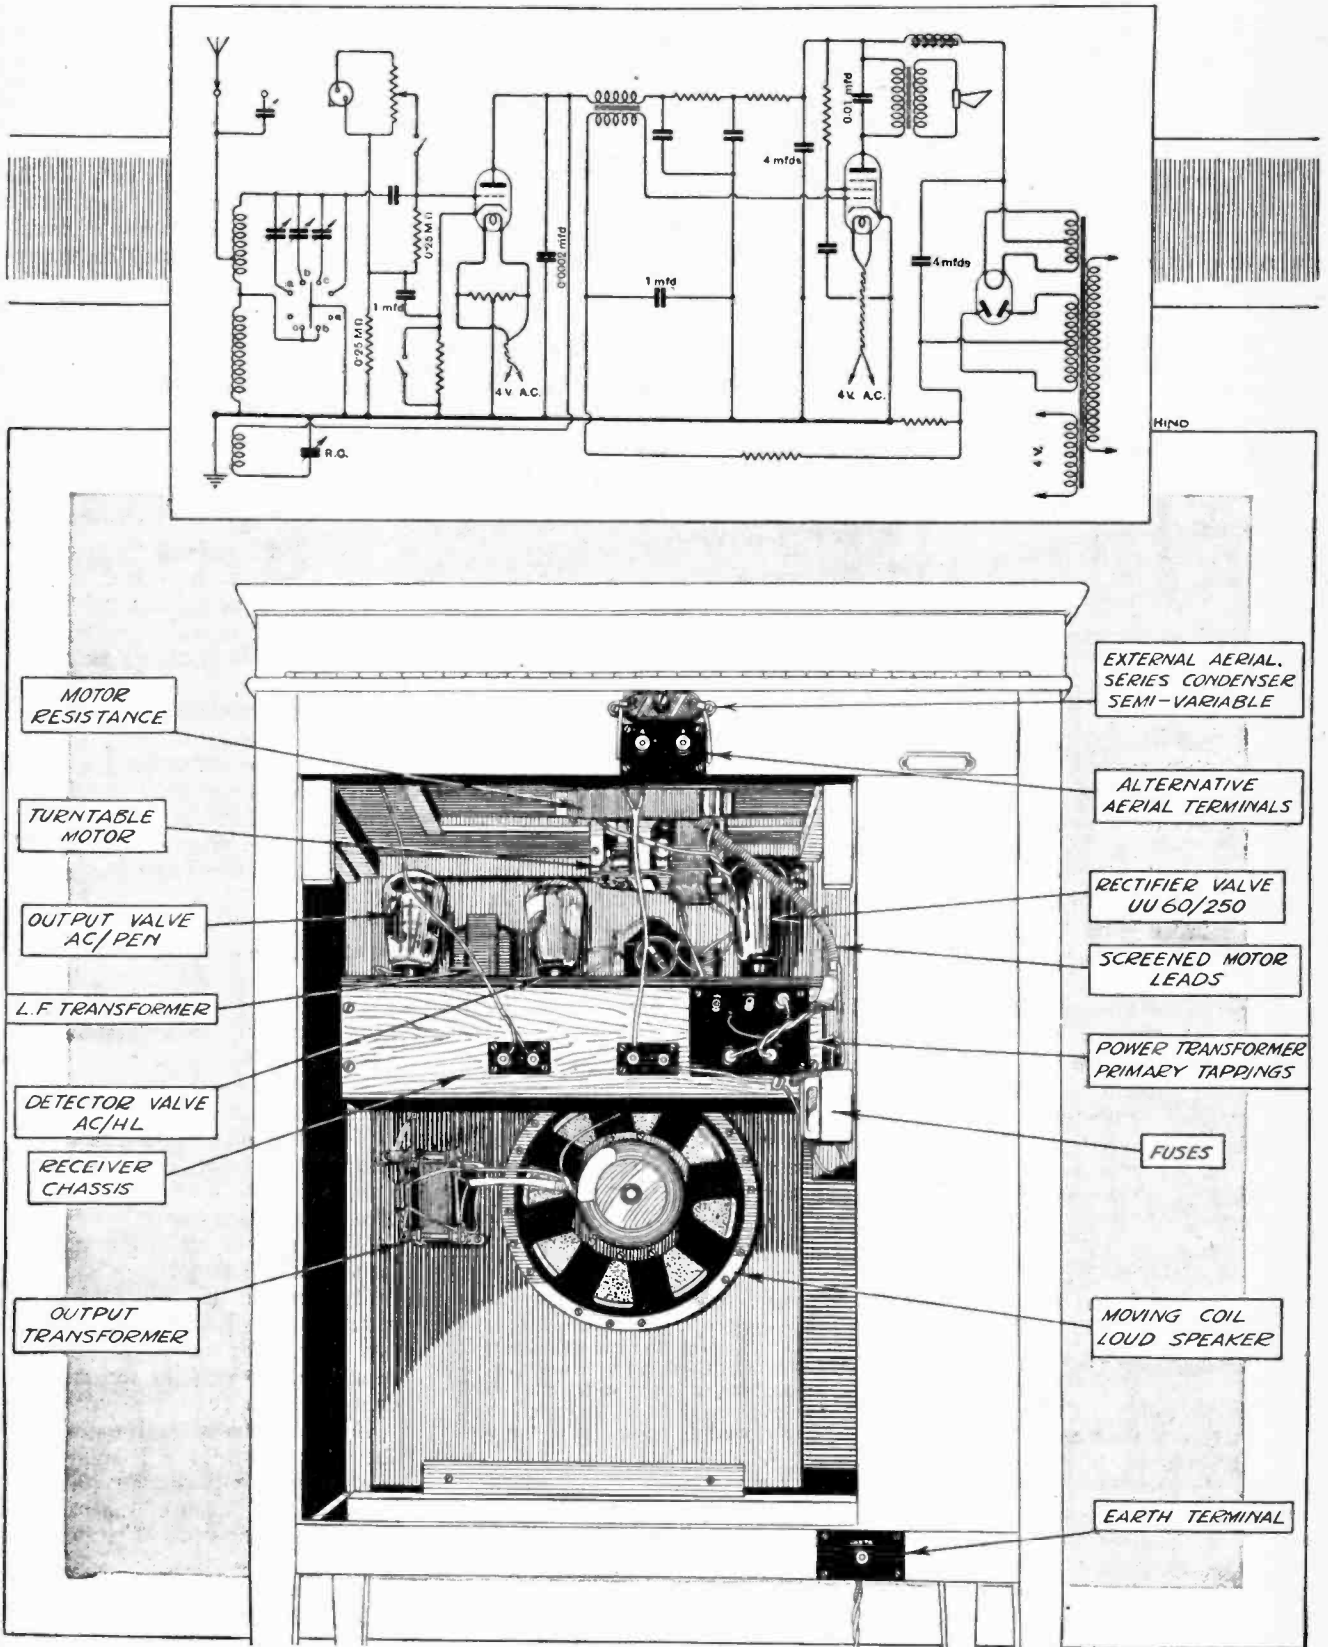 0.01 mfd
4 mfds
0.25 M Ω
0.0002 mfd
4 mfds
a
b
c
1 mfd
1 mfd
a
b
c
0.25 M Ω
4 V. A.C.
4 V. A.C.
HIND
R.O.
4 V.
MOTOR
RESISTANCE
TURNTABLE
MOTOR
OUTPUT VALVE
AC/PEN
L.F TRANSFORMER
DETECTOR VALVE
AC/HL
RECEIVER
CHASSIS
OUTPUT
TRANSFORMER
EXTERNAL AERIAL.
SERIES CONDENSER
SEMI-VARIABLE
ALTERNATIVE
AERIAL TERMINALS
RECTIFIER VALVE
UU 60/250
SCREENED MOTOR
LEADS
POWER TRANSFORMER
PRIMARY TAPPINGS
FUSES
MOVING COIL
LOUD SPEAKER
EARTH TERMINAL